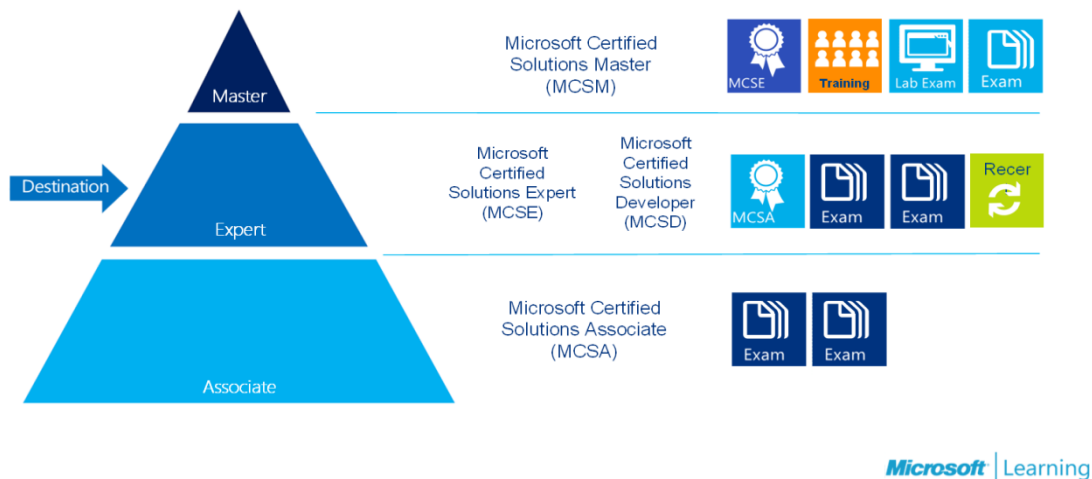 Master
Microsoft Certified
Solutions Master
(MCSM)
MCSE
Training
Lab Exam
Exam
Destination
Expert
Microsoft
Certified
Solutions Expert
(MCSE)
Microsoft
Certified
Solutions
Developer
(MCSD)
MCSA
Exam
Exam
Recer
Associate
Microsoft Certified
Solutions Associate
(MCSA)
Exam
Exam
Microsoft | Learning